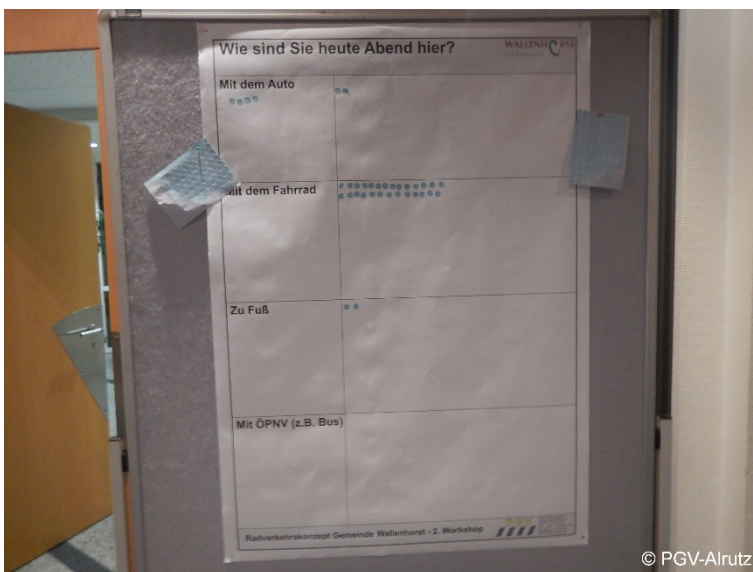 Wie sind Sie heute Abend hier?
WALLENHORST
Mit dem Auto
Mit dem Fahrrad
Zu Fuß
Mit ÖPNV (z.B. Bus)
Radverkehrskonzept Gemeinde Wallenhorst - 2. Workshop
© PGV-Alrutz